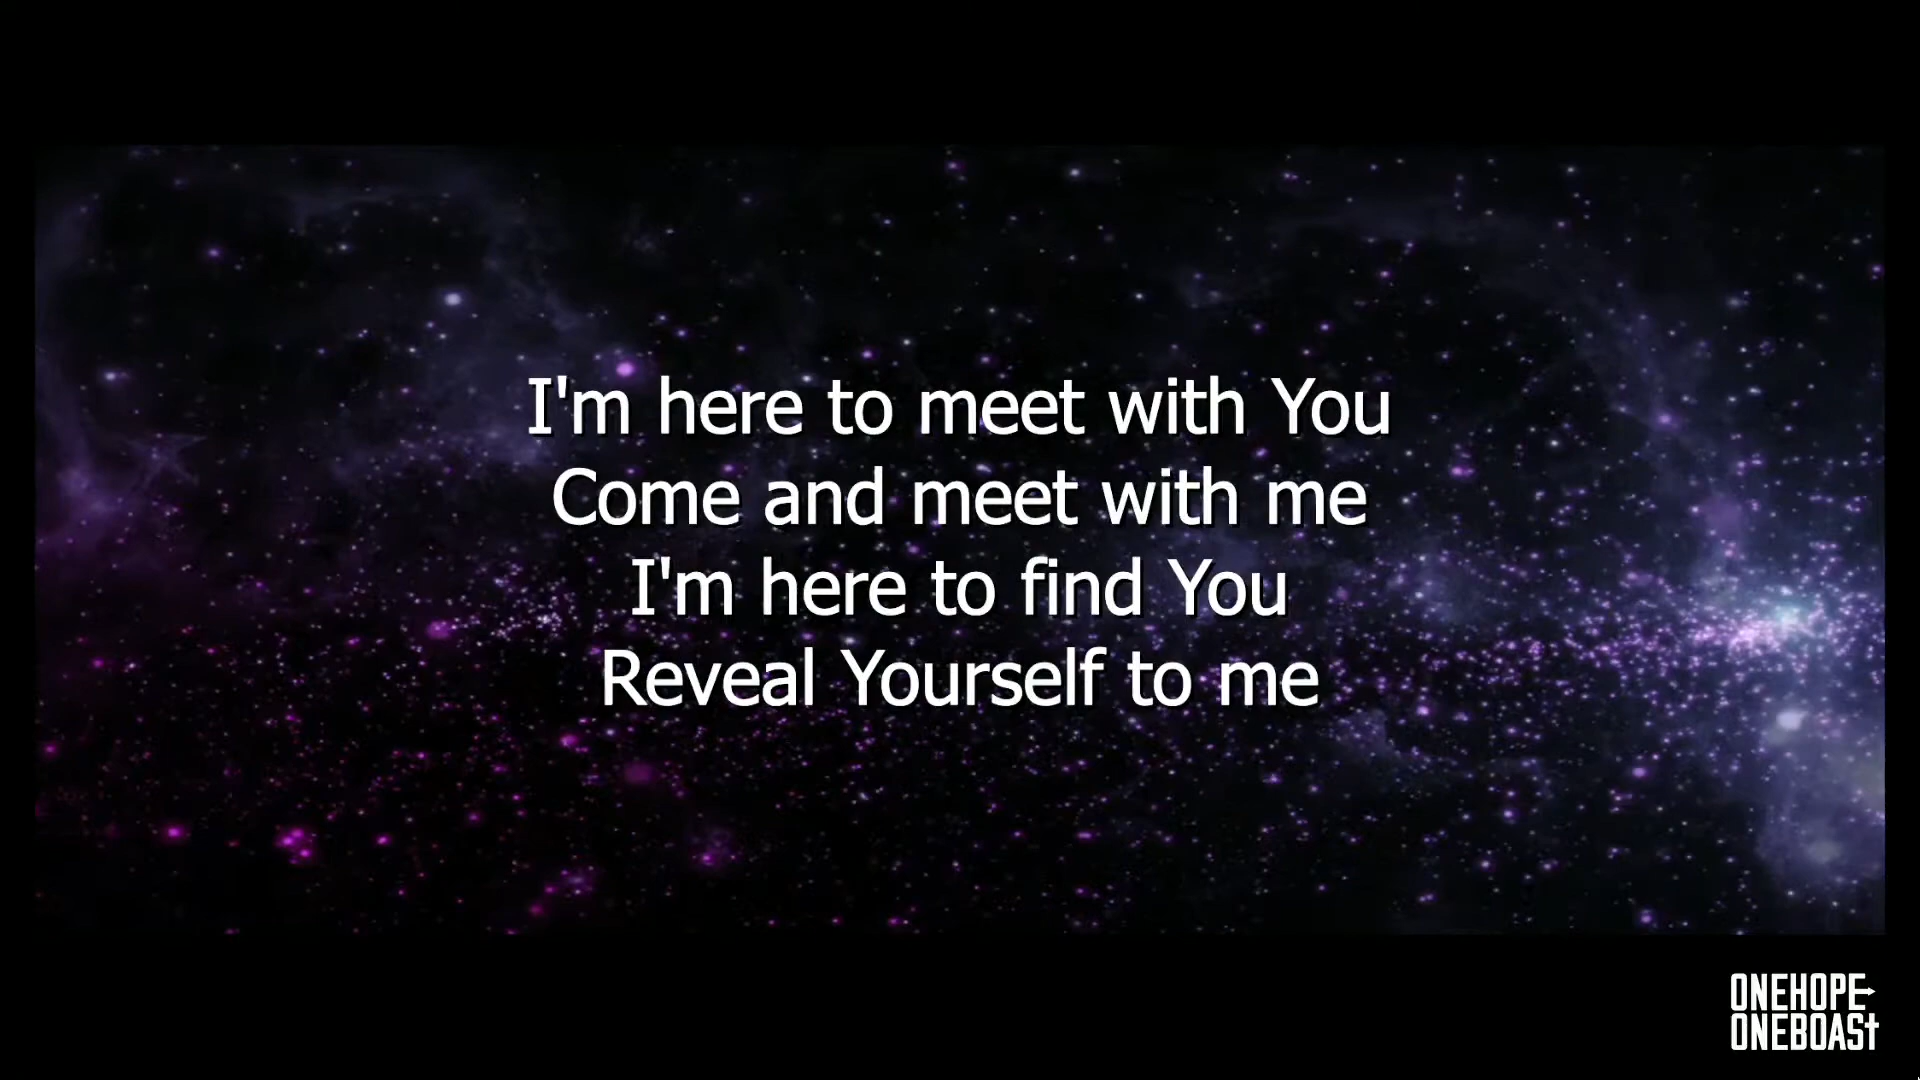 I'm here to meet with You
Come and meet with me
I'm here to find You
Reveal Yourself to me
ONEHOPE
ONEBOAST